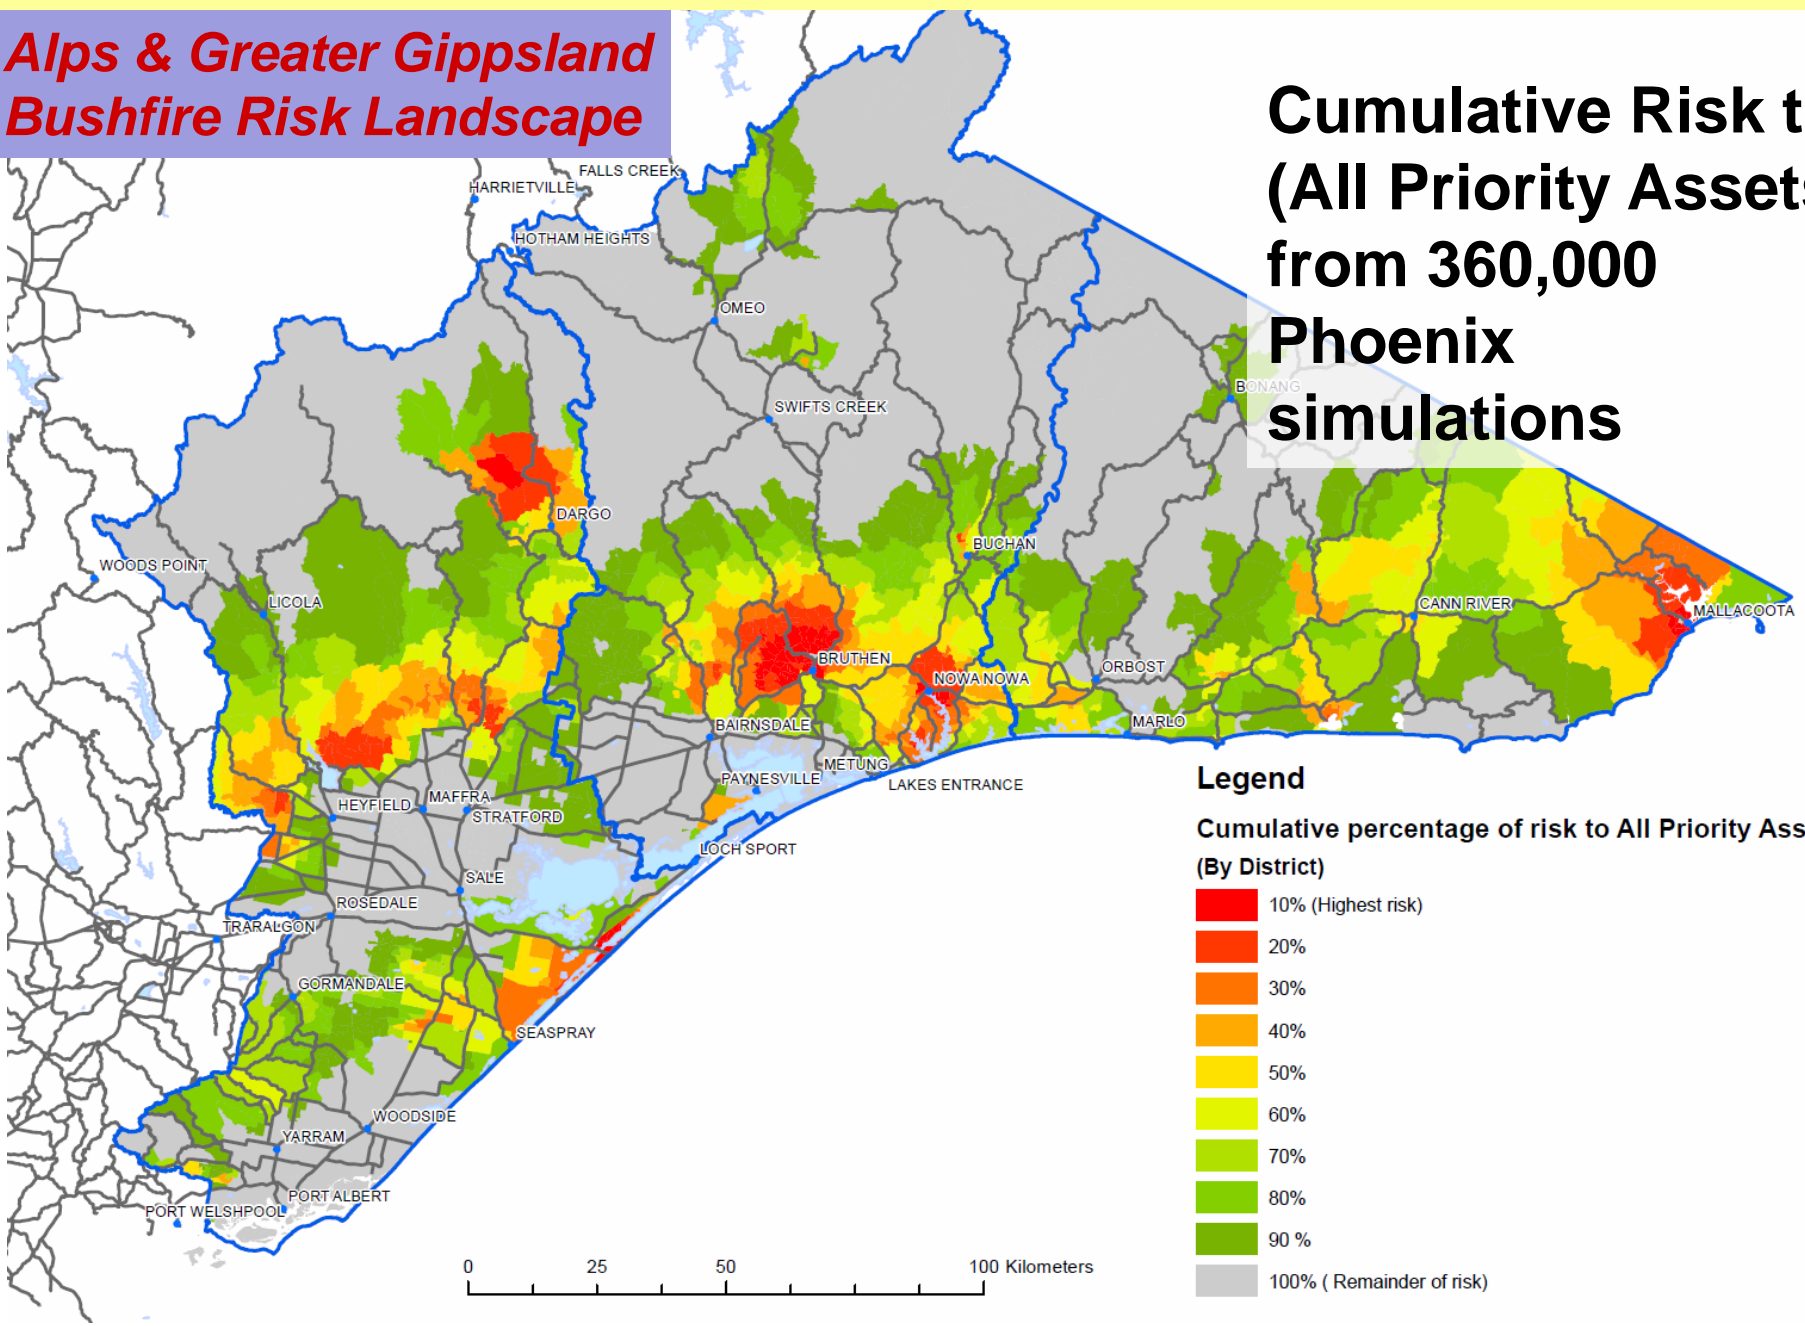 Alps & Greater Gippsland
Bushfire Risk Landscape
Cumulative Risk t
(All Priority Assets
from 360,000
Phoenix
simulations
FALLS CREEK
HARRIETVILLE
HOTHAM HEIGHTS
OMEO
BONANG
SWIFTS CREEK
DARGO
BUCHAN
WOODS POINT
LICOLA
CANN RIVER
MALLACOOTA
BRUTHEN
ORBOST
NOWA NOWA
BAIRNSDALE
MARLO
METUNG
PAYNESVILLE
LAKES ENTRANCE
HEYFIELD
MAFFRA
STRATFORD
LOCH SPORT
SALE
ROSEDALE
TRARALGON
GORMANDALE
SEASPRAY
WOODSIDE
YARRAM
PORT ALBERT
PORT WELSHPOOL
Legend
Cumulative percentage of risk to All Priority Ass
(By District)
10% (Highest risk)
20%
30%
40%
50%
60%
70%
80%
90 %
100% ( Remainder of risk)
0 25 50 100 Kilometers